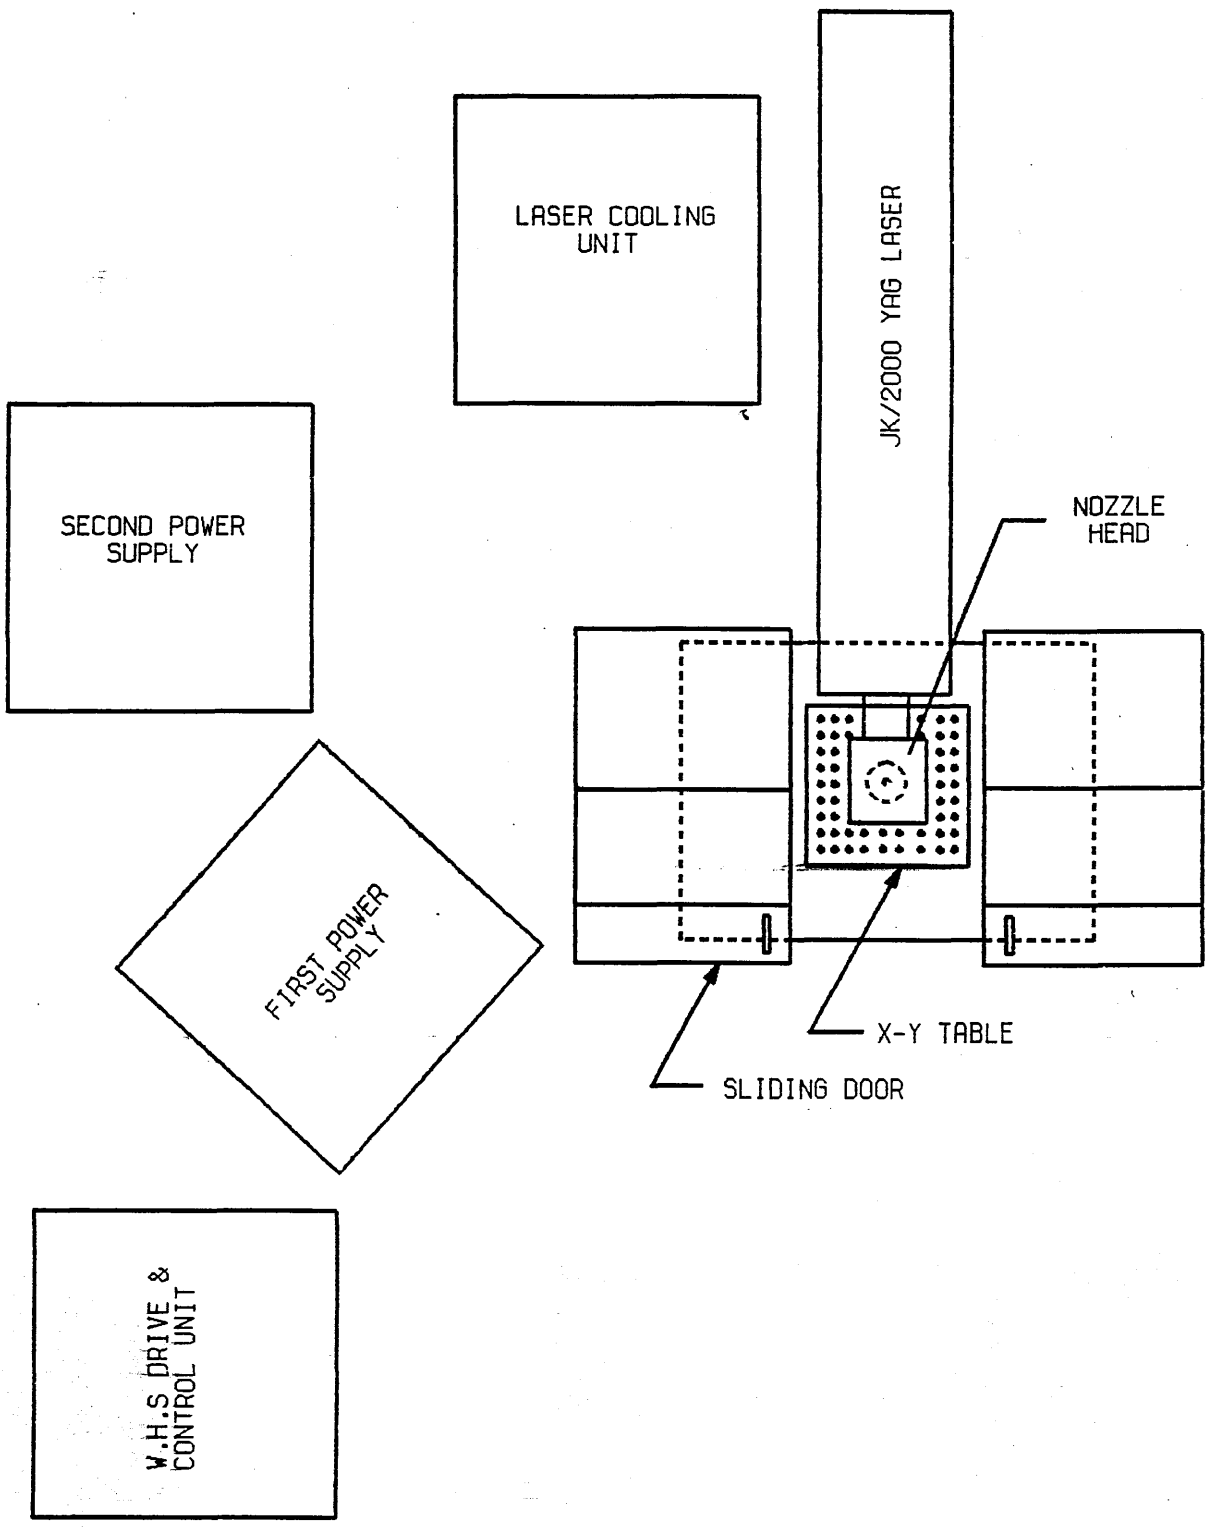 LASER COOLING
UNIT
JK/2000 YAG LASER
NOZZLE
HEAD
SECOND POWER
SUPPLY
FIRST POWER
SUPPLY
X-Y TABLE
SLIDING DOOR
W.H.S DRIVE &
CONTROL UNIT